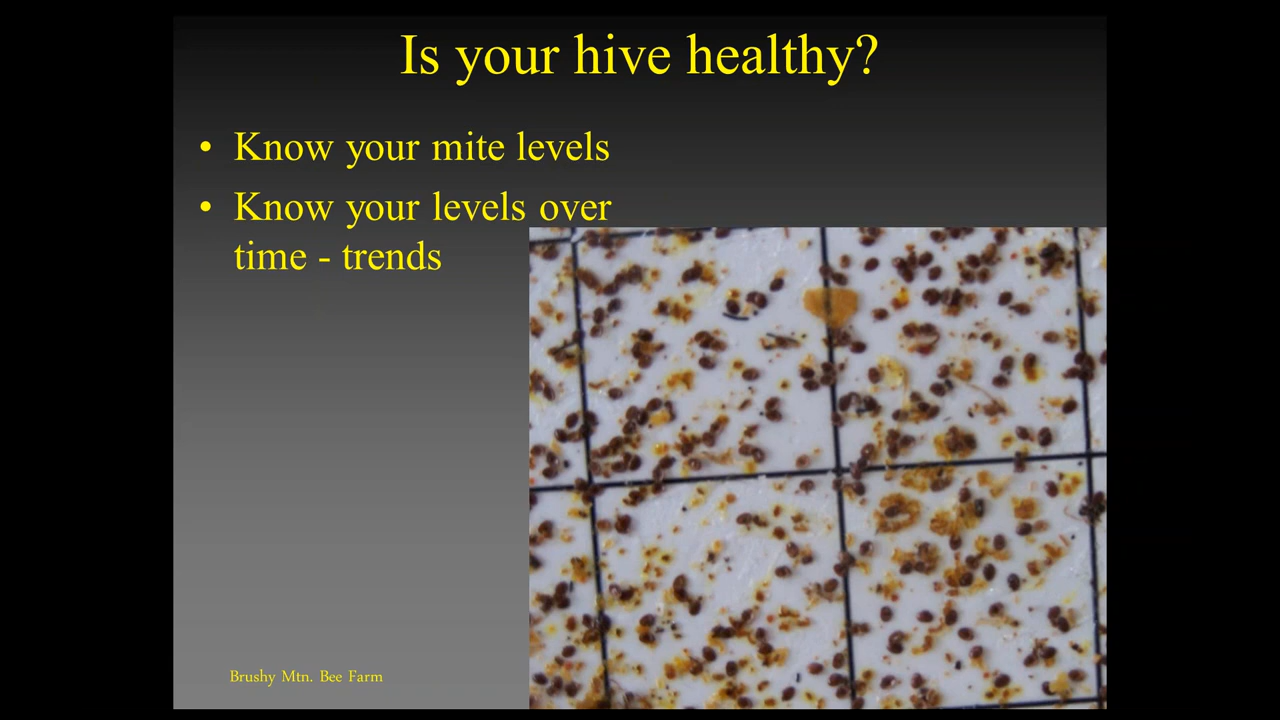 Is your hive healthy?
• Know your mite levels
• Know your levels over
time - trends
Brushy Mtn. Bee Farm